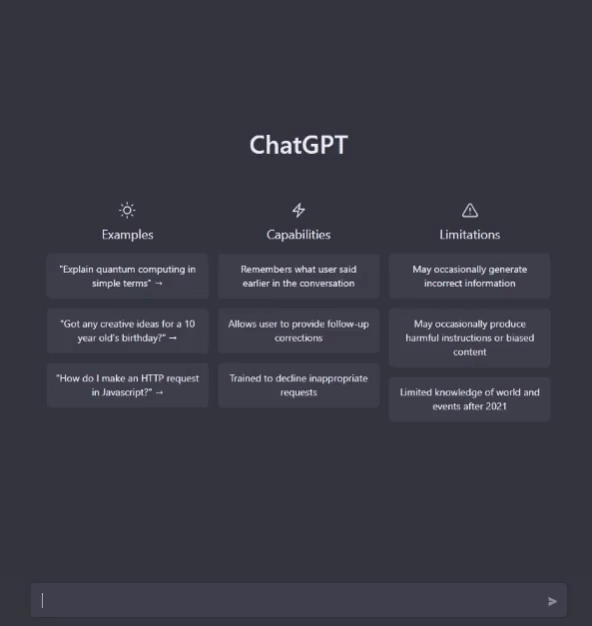 ChatGPT
Examples
"Explain quantum computing in
simple terms" →
"Got any creative ideas for a 10
year old's birthday?" →
"How do I make an HTTP request
in Javascript?" →
Capabilities
Remembers what user said
earlier in the conversation
Allows user to provide follow-up
corrections
Trained to decline inappropriate
requests
Limitations
May occasionally generate
incorrect information
May occasionally produce
harmful instructions or biased
content
Limited knowledge of world and
events after 2021